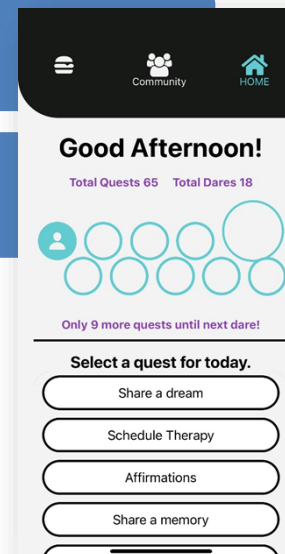 Community
HOME
Good Afternoon!
Total Quests 65 Total Dares 18
Only 9 more quests until next dare!
Select a quest for today.
Share a dream
Schedule Therapy
Affirmations
Share a memory